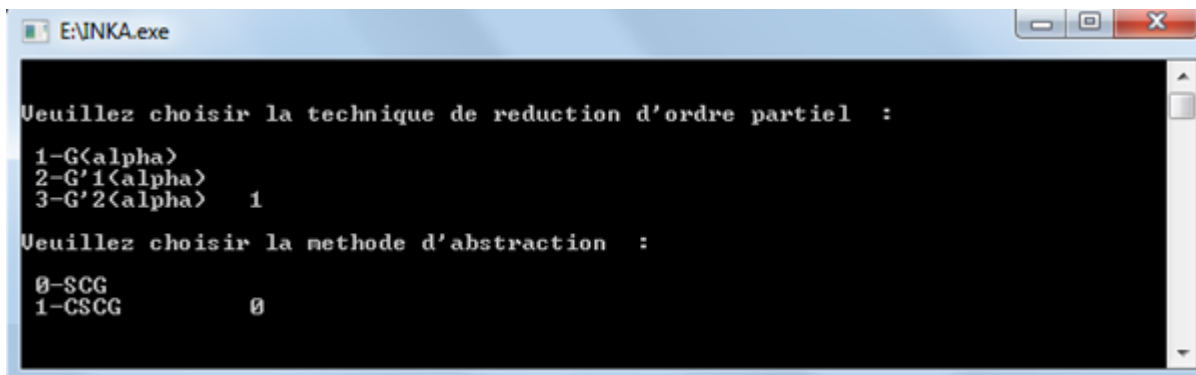 E:\INKA.exe
Veuillez choisir la technique de reduction d'ordre partiel :
1-G(alpha)
2-G'1(alpha)
3-G'2(alpha) 1
Veuillez choisir la methode d'abstraction :
0-SCG
1-CSCG 0